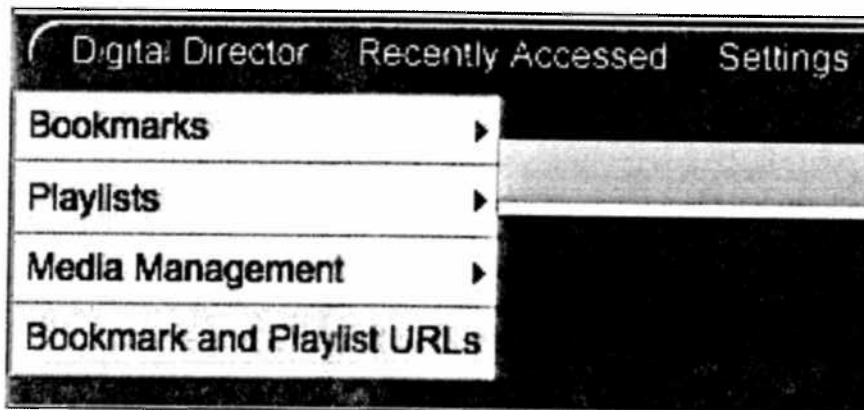 Digital Director Recently Accessed Settings
Bookmarks
Playlists
Media Management
Bookmark and Playlist URLs